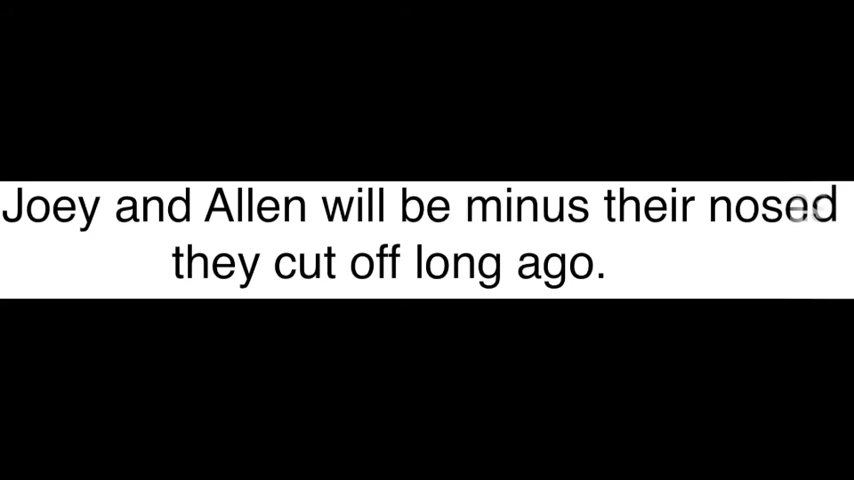 Joey and Allen will be minus their nosed
they cut off long ago.